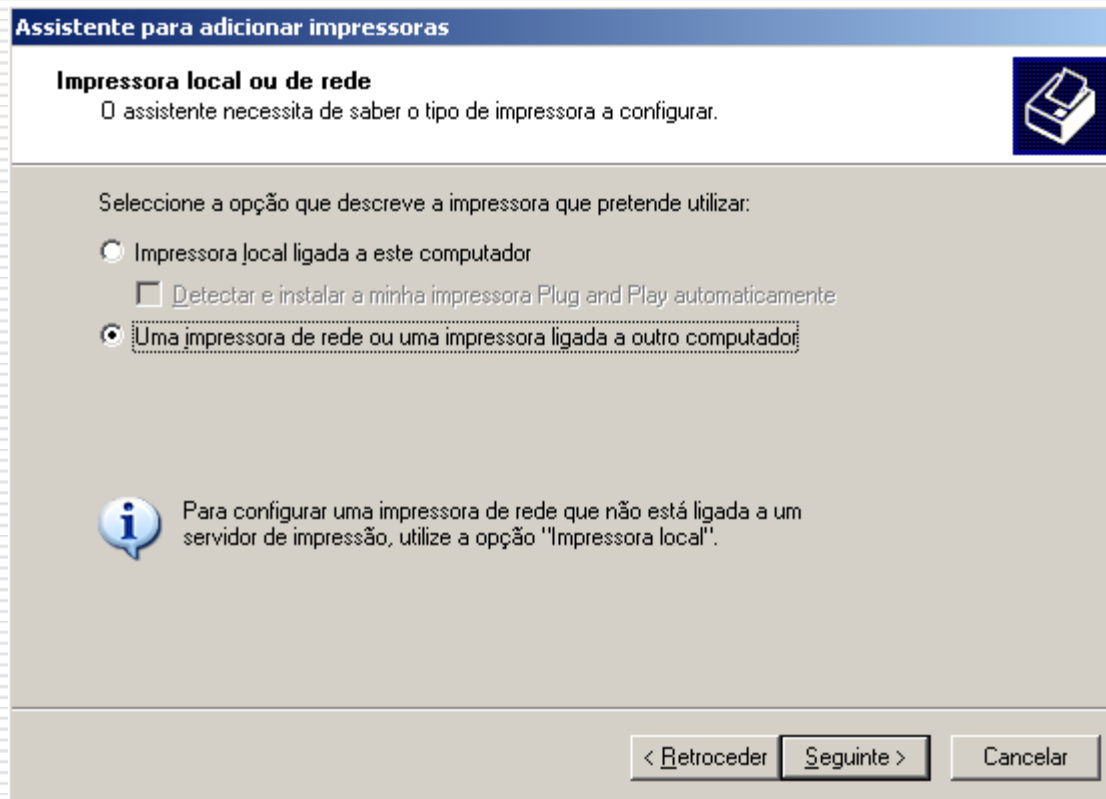 Assistente para adicionar impressoras
Impressora local ou de rede
O assistente necessita de saber o tipo de impressora a configurar.
Seleccione a opção que descreve a impressora que pretende utilizar:
Impressora local ligada a este computador
Detectar e instalar a minha impressora Plug and Play automaticamente
Uma impressora de rede ou uma impressora ligada a outro computador
Para configurar uma impressora de rede que não está ligada a um
servidor de impressão, utilize a opção "Impressora local".
< Retroceder Seguinte > Cancelar